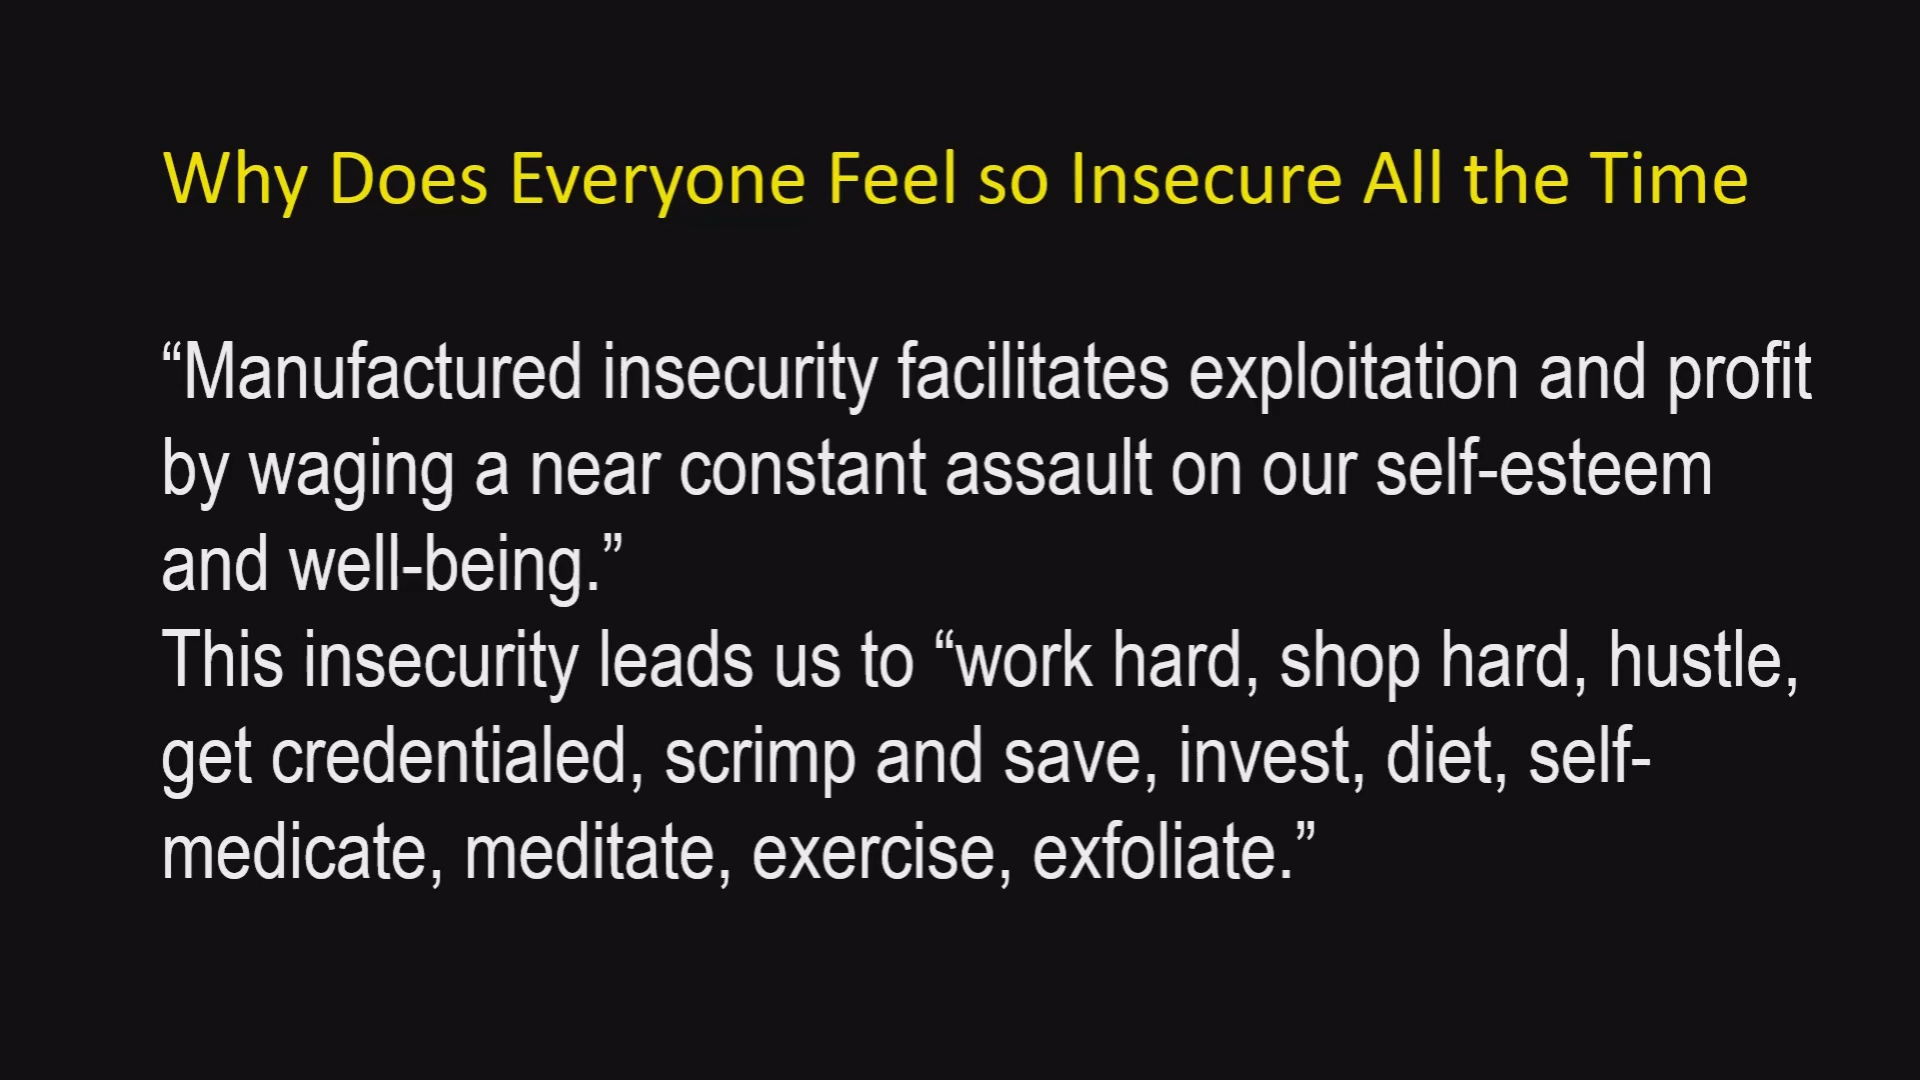 Why Does Everyone Feel so Insecure All the Time
“Manufactured insecurity facilitates exploitation and profit
by waging a near constant assault on our self-esteem
and well-being.”
This insecurity leads us to “work hard, shop hard, hustle,
get credentialed, scrimp and save, invest, diet, self-
medicate, meditate, exercise, exfoliate.”